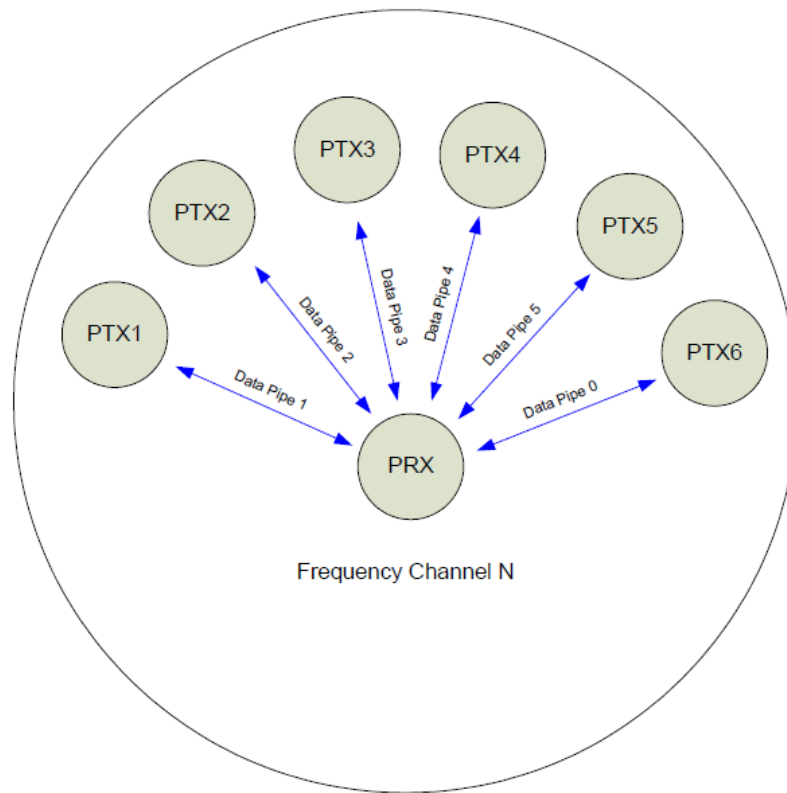 PTX3
PTX4
PTX2
PTX5
PTX1
PTX6
Data Pipe 1
Data Pipe 2
Data Pipe 3
Data Pipe 4
Data Pipe 5
Data Pipe 0
PRX
Frequency Channel N